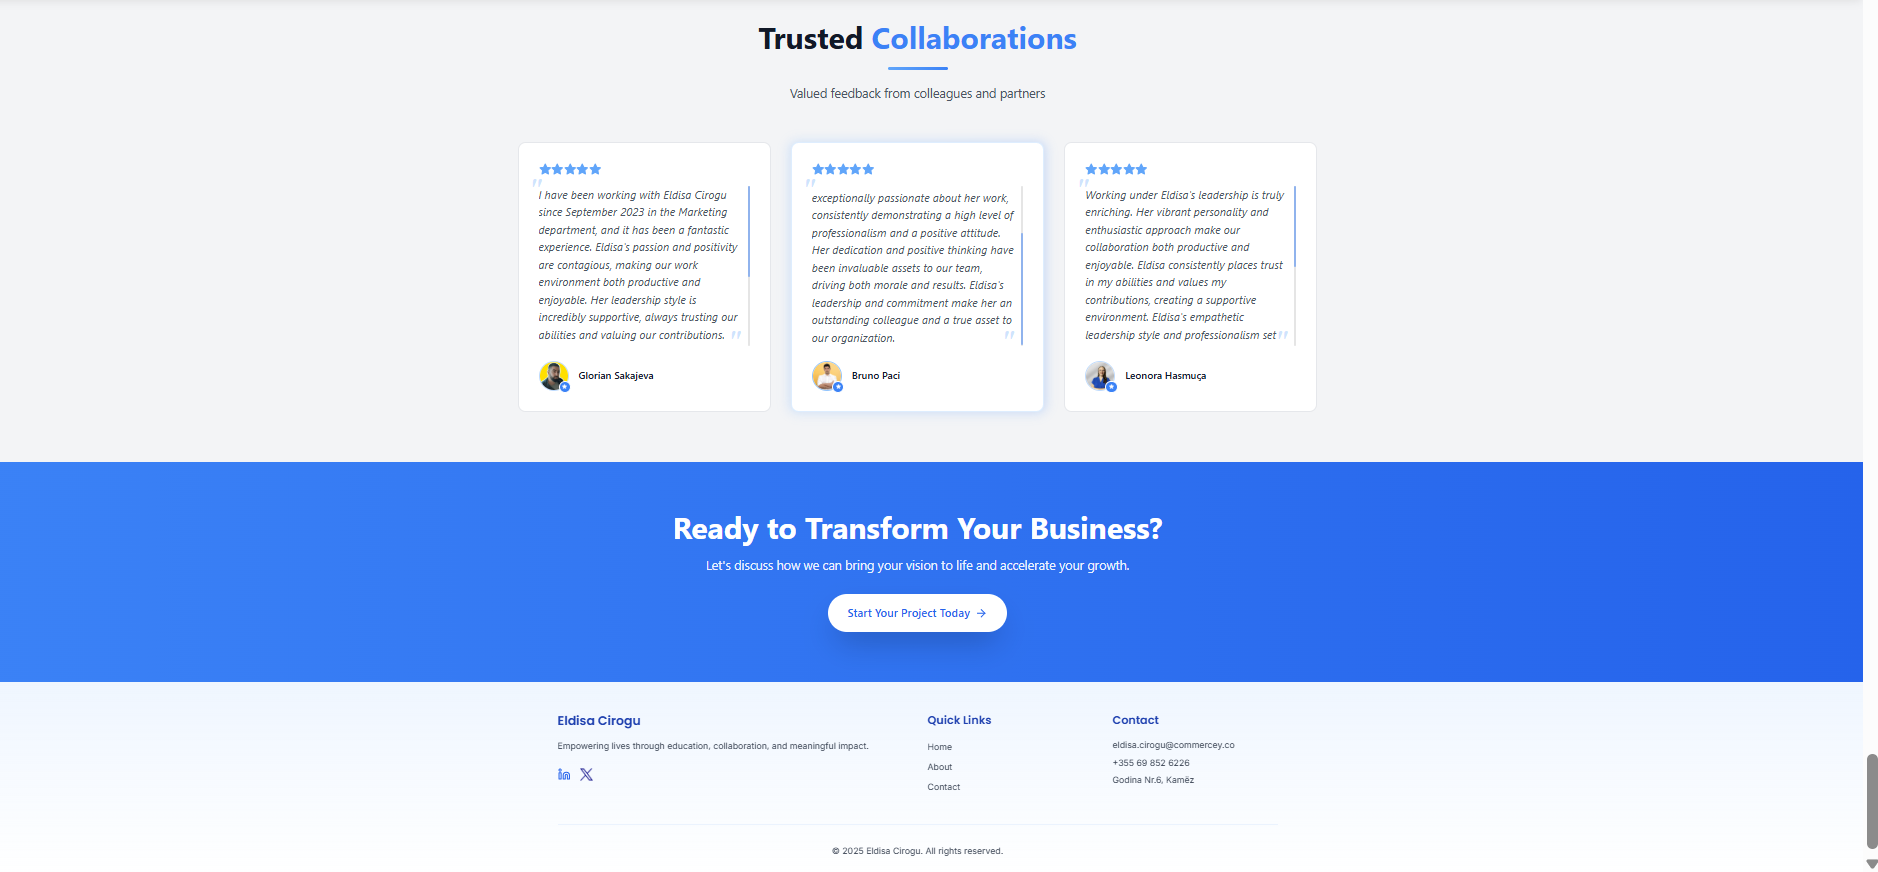 Trusted Collaborations
Valued feedback from colleagues and partners
"
I have been working with Eldisa Cirogu
since September 2023 in the Marketing
department, and it has been a fantastic
experience. Eldisa's passion and positivity
are contagious, making our work
environment both productive and
enjoyable. Her leadership style is
incredibly supportive, always trusting our
abilities and valuing our contributions. "
Glorian Sakajeva
"
exceptionally passionate about her work,
consistently demonstrating a high level of
professionalism and a positive attitude.
Her dedication and positive thinking have
been invaluable assets to our team,
driving both morale and results. Eldisa's
leadership and commitment make her an
outstanding colleague and a true asset to
our organization. "
Bruno Paci
"
Working under Eldisa's leadership is truly
enriching. Her vibrant personality and
enthusiastic approach make our
collaboration both productive and
enjoyable. Eldisa consistently places trust
in my abilities and values my
contributions, creating a supportive
environment. Eldisa's empathetic
leadership style and professionalism set "
Leonora Hasmuça
Ready to Transform Your Business?
Let's discuss how we can bring your vision to life and accelerate your growth.
Start Your Project Today →
Eldisa Cirogu
Empowering lives through education, collaboration, and meaningful impact.
Quick Links
Home
About
Contact
Contact
eldisa.cirogu@commercey.co
+355 69 852 6226
Godina Nr.6, Kamëz
© 2025 Eldisa Cirogu. All rights reserved.